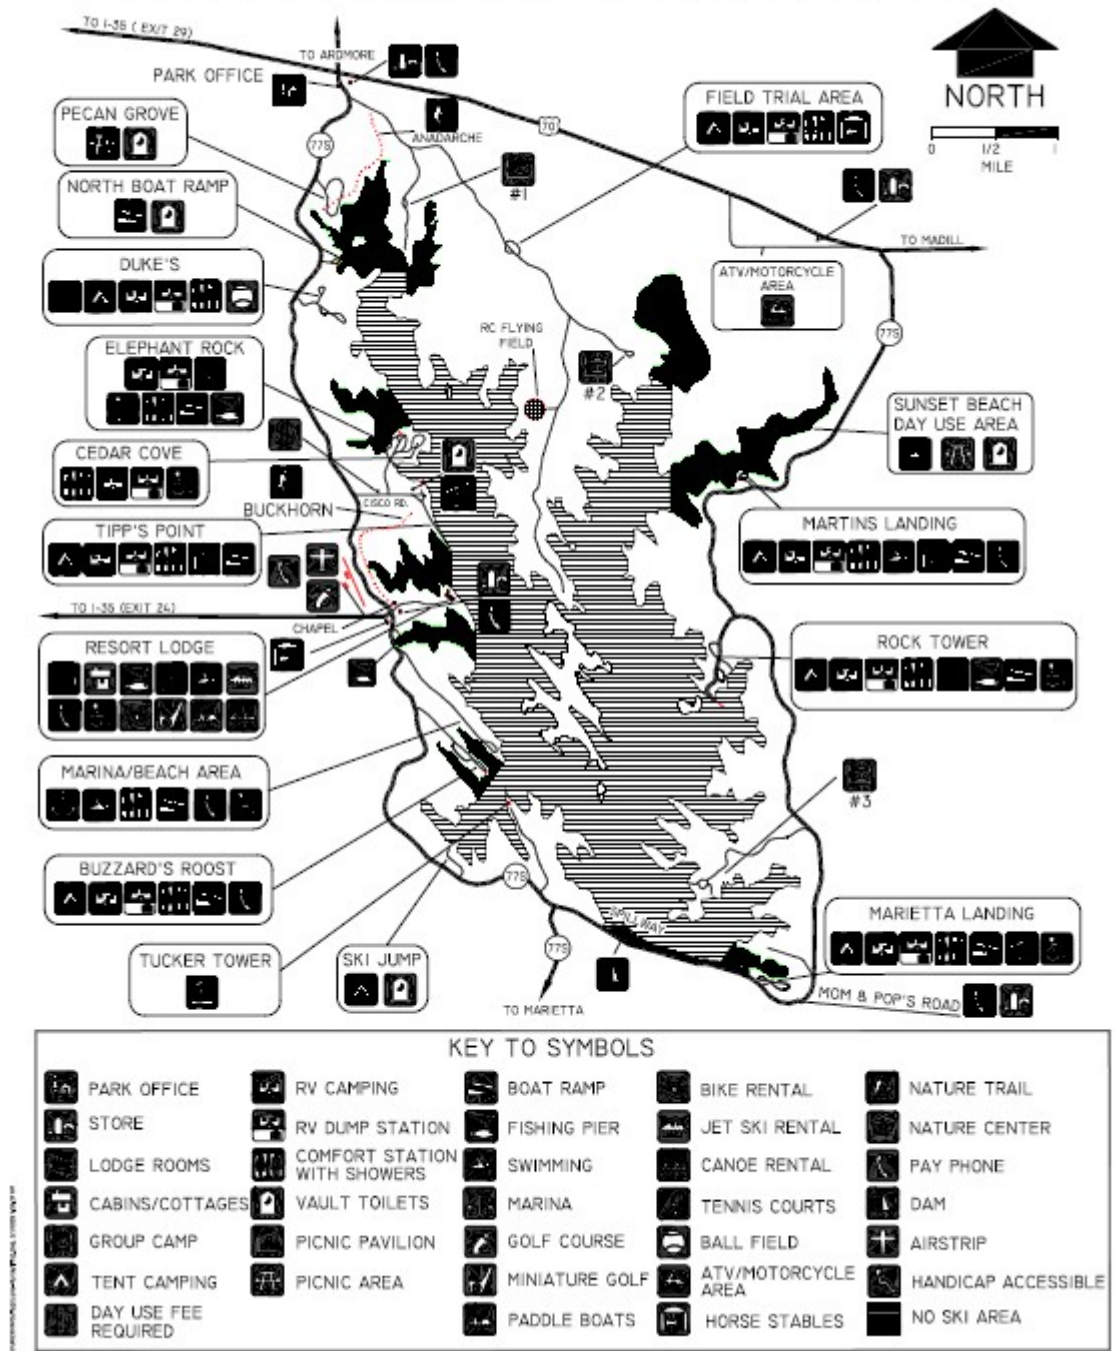 TO I-35 ( EXIT 29)
TO ARDMORE
PARK OFFICE
NORTH
0 1/2 1
MILE
FIELD TRIAL AREA
PECAN GROVE
77S
ANADARCHE
70
#1
NORTH BOAT RAMP
TO MADILL
DUKE'S
ATV/MOTORCYCLE
AREA
77S
RC FLYING
FIELD
ELEPHANT ROCK
#2
SUNSET BEACH
DAY USE AREA
CEDAR COVE
CISCO RD.
BUCKHORN
TIPP'S POINT
MARTINS LANDING
TO I-35 (EXIT 24)
CHAPEL
RESORT LODGE
ROCK TOWER
MARINA/BEACH AREA
#3
BUZZARD'S ROOST
77S
SPILLWAY
MARIETTA LANDING
TUCKER TOWER
SKI JUMP
77S
MOM & POP'S ROAD
TO MARIETTA
KEY TO SYMBOLS
PARK OFFICE
STORE
LODGE ROOMS
CABINS/COTTAGES
GROUP CAMP
TENT CAMPING
DAY USE FEE
REQUIRED
RV CAMPING
RV DUMP STATION
COMFORT STATION
WITH SHOWERS
VAULT TOILETS
PICNIC PAVILION
PICNIC AREA
BOAT RAMP
FISHING PIER
SWIMMING
MARINA
GOLF COURSE
MINIATURE GOLF
PADDLE BOATS
BIKE RENTAL
JET SKI RENTAL
CANOE RENTAL
TENNIS COURTS
BALL FIELD
ATV/MOTORCYCLE
AREA
HORSE STABLES
NATURE TRAIL
NATURE CENTER
PAY PHONE
DAM
AIRSTRIP
HANDICAP ACCESSIBLE
NO SKI AREA